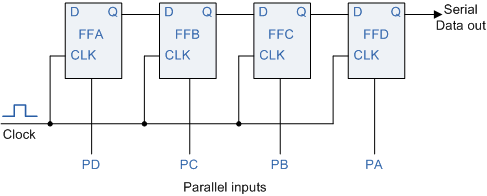 D Q D Q D Q D Q Serial
Data out
FFA FFB FFC FFD
CLK CLK CLK CLK
Clock
PD PC PB PA
Parallel inputs